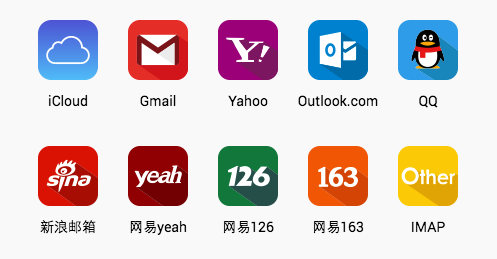 Y!
iCloud
Gmail
Yahoo
Outlook.com
QQ
sina
yeah
126
163
Other
新浪邮箱
网易yeah
网易126
网易163
IMAP